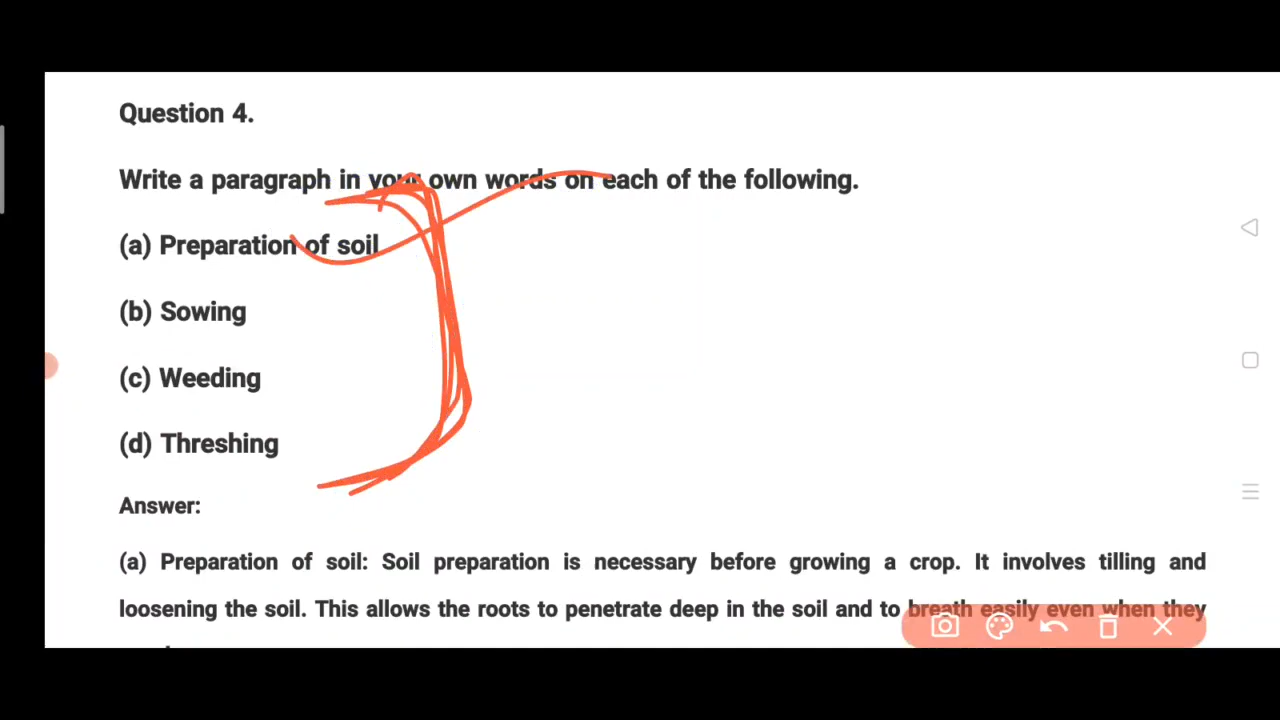 Question 4.
Write a paragraph in your own words on each of the following.
(a) Preparation of soil
(b) Sowing
(c) Weeding
(d) Threshing
Answer:
(a) Preparation of soil: Soil preparation is necessary before growing a crop. It involves tilling and
loosening the soil. This allows the roots to penetrate deep in the soil and to breath easily even when they